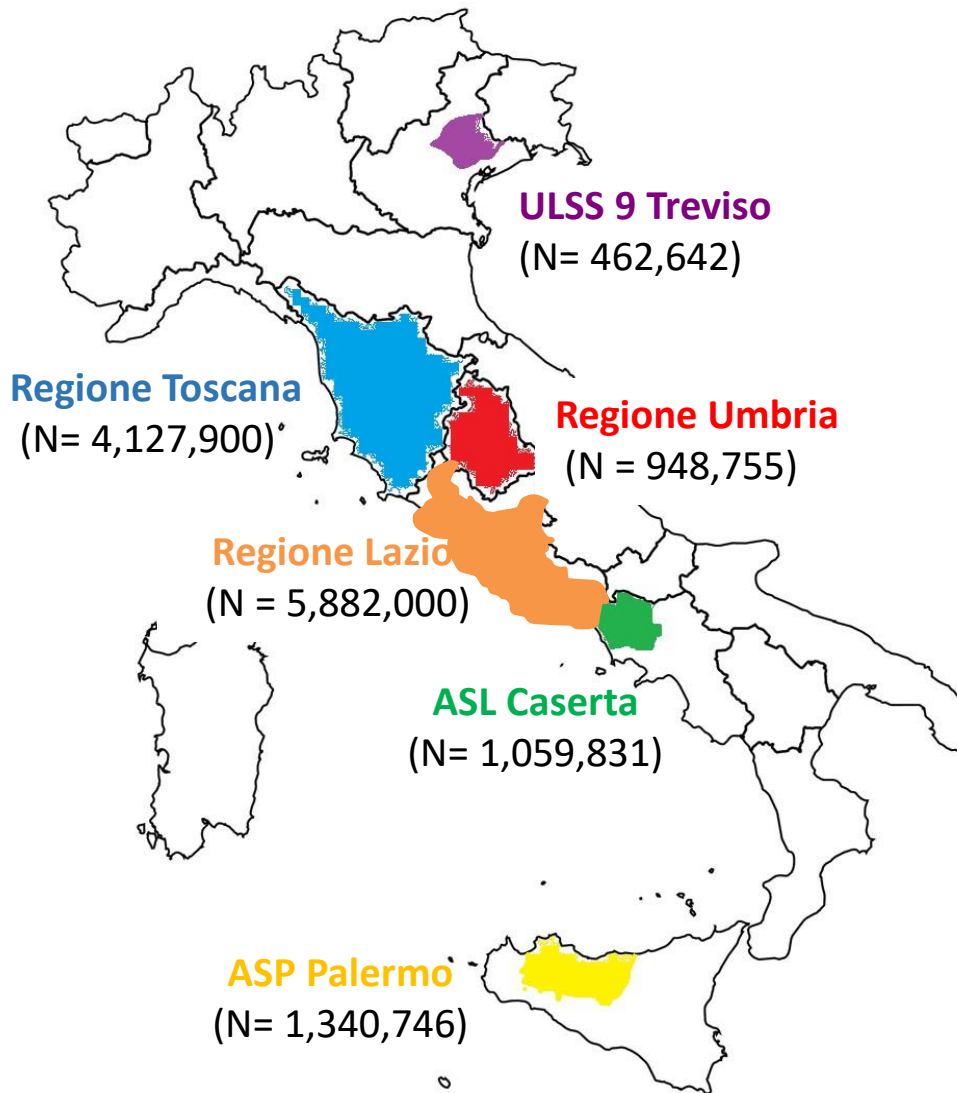 ULSS 9 Treviso
(N= 462,642)
Regione Toscana
(N= 4,127,900)
Regione Umbria
(N = 948,755)
Regione Lazio
(N = 5,882,000)
ASL Caserta
(N= 1,059,831)
ASP Palermo
(N= 1,340,746)